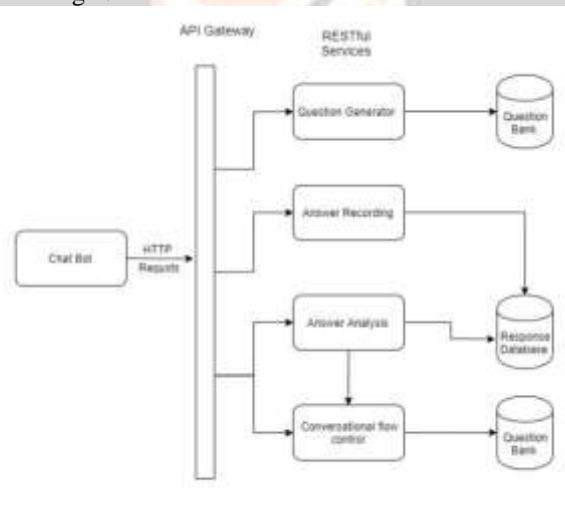 API Gateway
RESTful
Services
Question Generator
Question
Bank
Answer Recording
Chat Bot
HTTP
Requsts
Answer Analysis
Response
Database
Conversational flow
control
Question
Bank